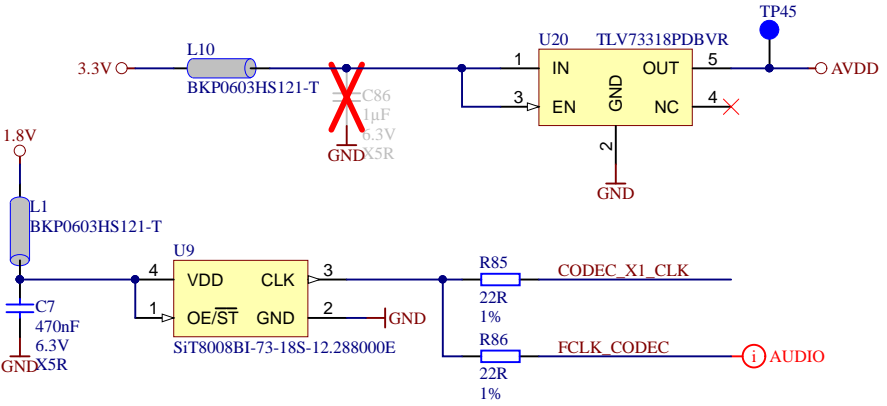 TP45
L10
U20
TLV73318PDBVR
3.3V
1
IN
OUT
5
AVDD
BKP0603HS121-T
C86
1µF
6.3V
X5R
GND
3
EN
GND
NC
4
2
GND
1.8V
L1
BKP0603HS121-T
U9
4
VDD
CLK
3
R85
CODEC_X1_CLK
22R
1%
C7
470nF
6.3V
X5R
GND
1
OE/ST
GND
2
GND
SiT8008BI-73-18S-12.288000E
R86
FCLK_CODEC
i
AUDIO
22R
1%